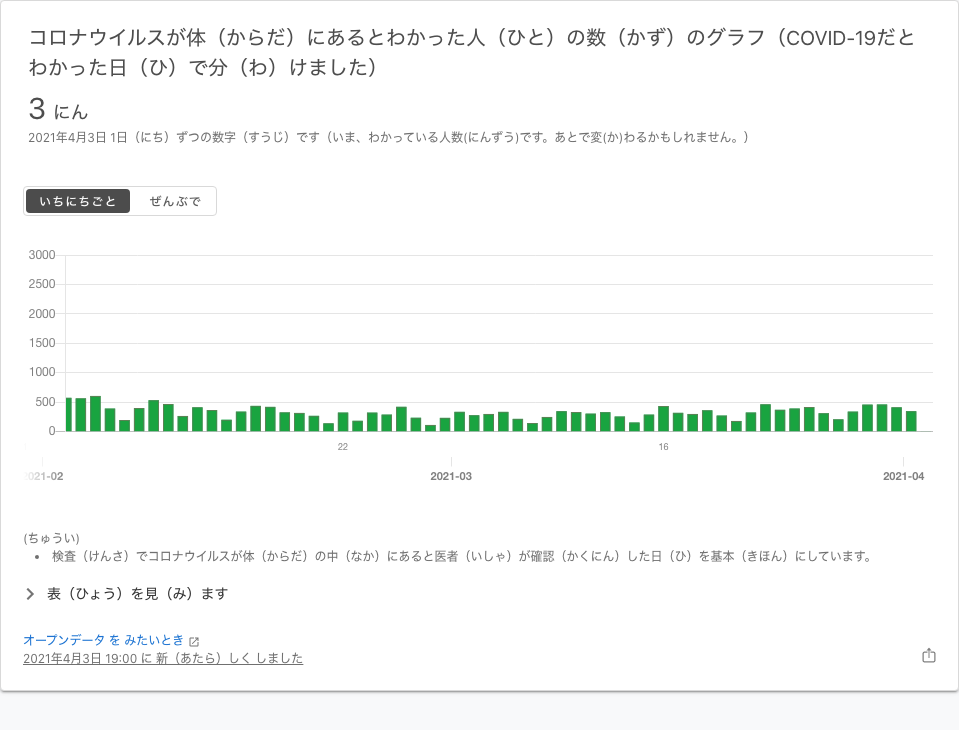 コロナウイルスが体（からだ）にあるとわかった人（ひと）の数（かず）のグラフ（COVID-19だと
わかった日（ひ）で分（わ）けました）
3 にん
2021年4月3日 1日（にち）ずつの数字（すうじ）です（いま、わかっている人数(にんずう)です。あとで変(か)わるかもしれません。）
いちにちごと ぜんぶで
3000
2500
2000
1500
1000
500
0
22 16
2021-02 2021-03 2021-04
(ちゅうい)
• 検査（けんさ）でコロナウイルスが体（からだ）の中（なか）にあると医者（いしゃ）が確認（かくにん）した日（ひ）を基本（きほん）にしています。
表（ひょう）を見（み）ます
オープンデータ を みたいとき
2021年4月3日 19:00 に 新（あたら）しく しました